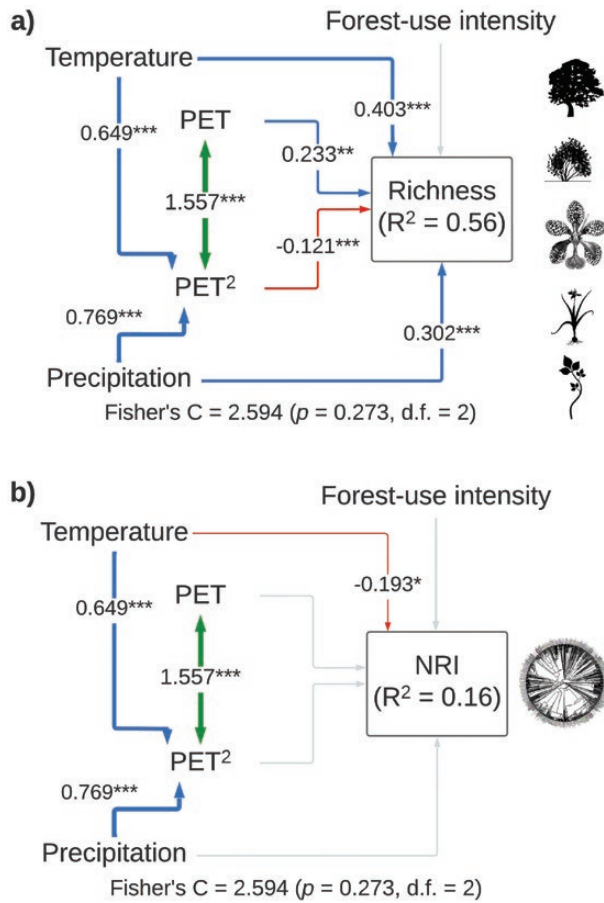 a)
Forest-use intensity
Temperature
0.403***
0.649***
PET
0.233**
Richness
(R² = 0.56)
1.557***
-0.121***
PET²
0.769***
0.302***
Precipitation
Fisher's C = 2.594 (p = 0.273, d.f. = 2)
b)
Forest-use intensity
Temperature
-0.193*
0.649***
PET
NRI
(R² = 0.16)
1.557***
PET²
0.769***
Precipitation
Fisher's C = 2.594 (p = 0.273, d.f. = 2)